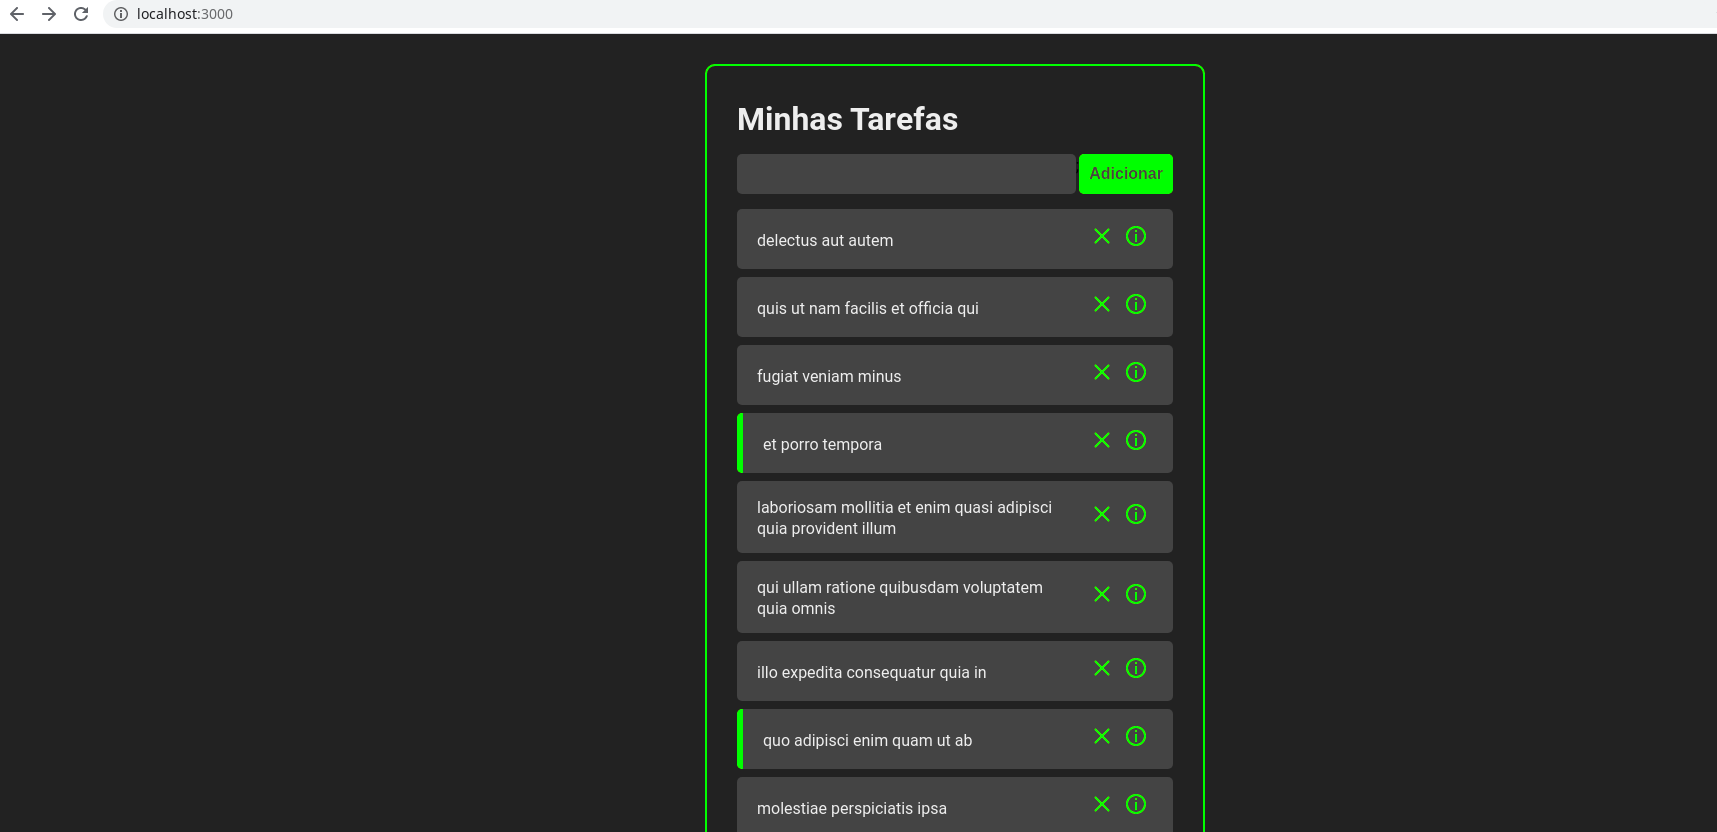 localhost:3000
Minhas Tarefas
Adicionar
delectus aut autem
quis ut nam facilis et officia qui
fugiat veniam minus
et porro tempora
laboriosam mollitia et enim quasi adipisci
quia provident illum
qui ullam ratione quibusdam voluptatem
quia omnis
illo expedita consequatur quia in
quo adipisci enim quam ut ab
molestiae perspiciatis ipsa